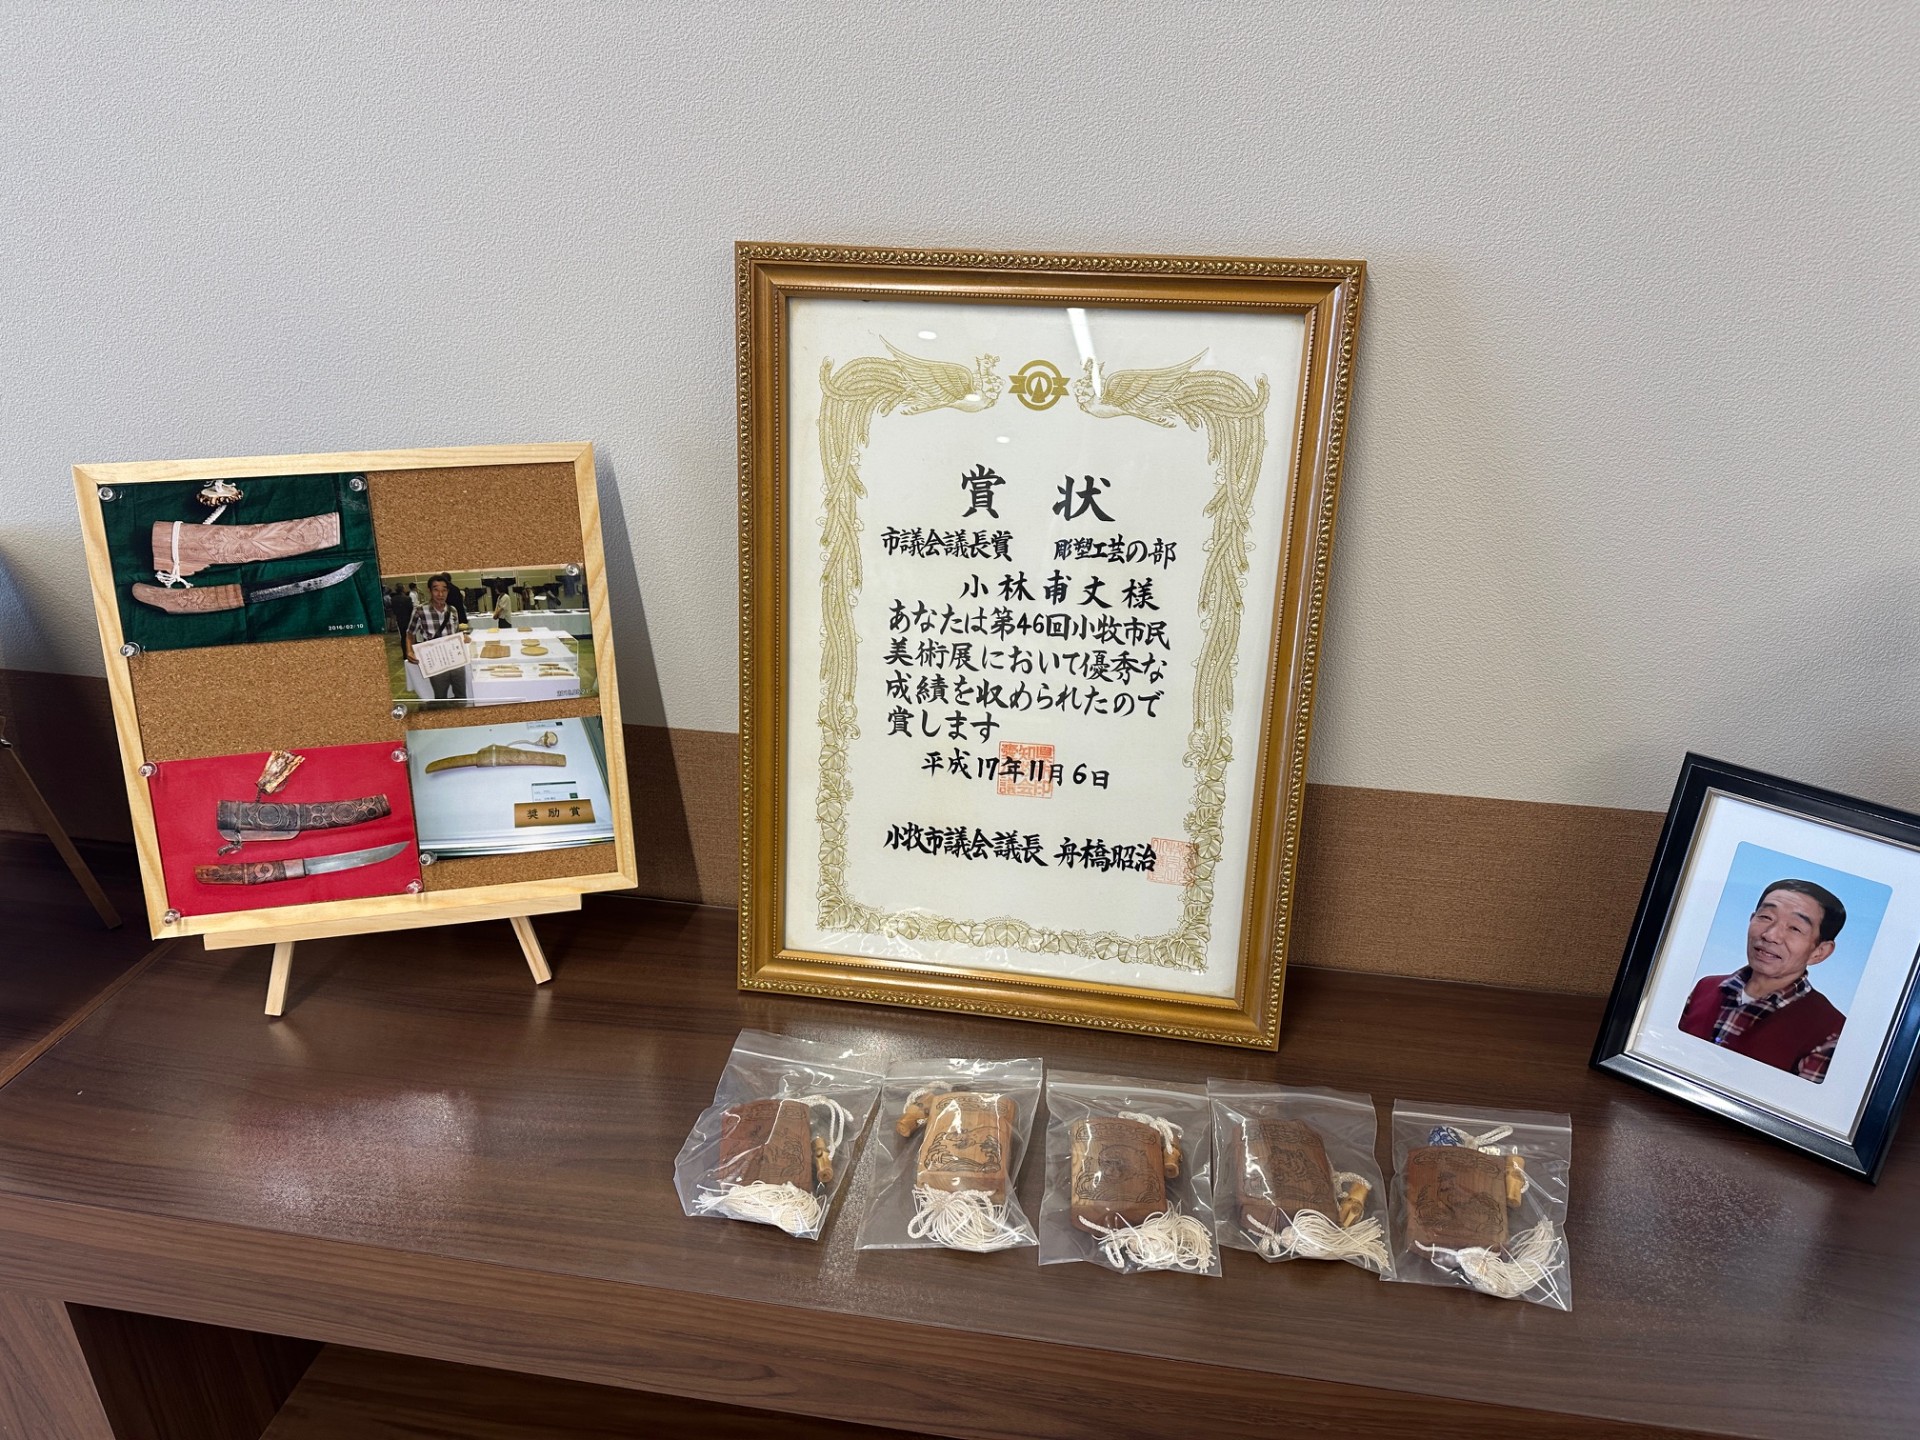 賞 状
市議会議長賞 彫塑工芸の部
小林甫丈様
あなたは第46回小牧市民
美術展において優秀な
成績を収められたので
賞します
平成17年11月6日
小牧市議会議長 舟橋昭治
2016/02/10
奨励賞